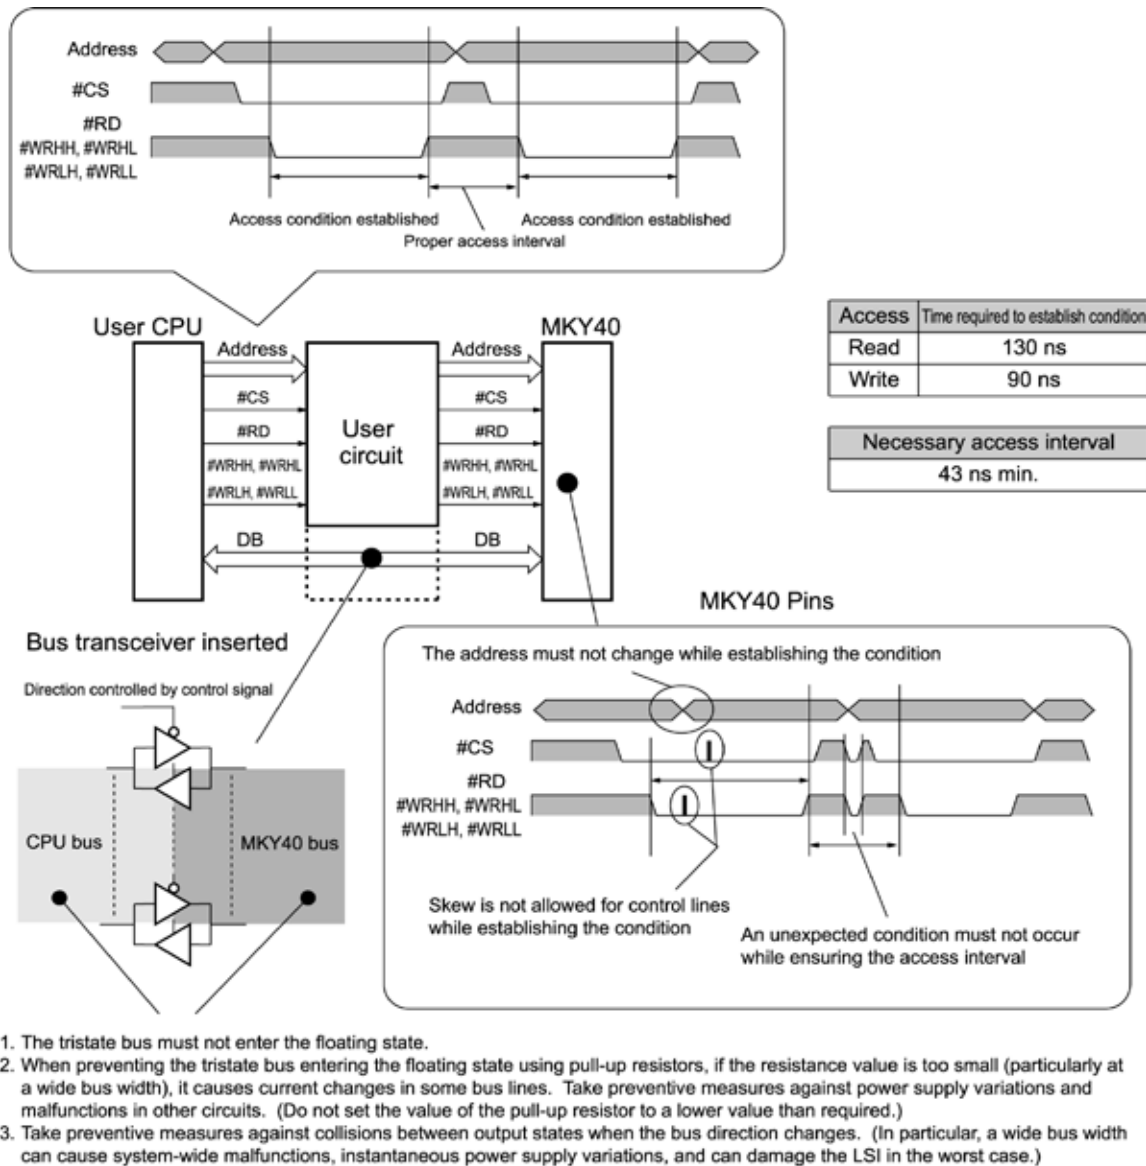 Address
#CS
#RD
#WRHH, #WRHL
#WRLH, #WRLL
Access condition established
Access condition established
Proper access interval
User CPU
MKY40
Address
Address
#CS
#CS
#RD
#RD
User
circuit
#WRHH, #WRHL
#WRHH, #WRHL
#WRLH, #WRLL
#WRLH, #WRLL
DB
DB
Access Time required to establish condition
Read 130 ns
Write 90 ns
Necessary access interval
43 ns min.
Bus transceiver inserted
Direction controlled by control signal
CPU bus
MKY40 bus
MKY40 Pins
The address must not change while establishing the condition
Address
#CS
#RD
#WRHH, #WRHL
#WRLH, #WRLL
Skew is not allowed for control lines
while establishing the condition
An unexpected condition must not occur
while ensuring the access interval
1. The tristate bus must not enter the floating state.
2. When preventing the tristate bus entering the floating state using pull-up resistors, if the resistance value is too small (particularly at
a wide bus width), it causes current changes in some bus lines. Take preventive measures against power supply variations and
malfunctions in other circuits. (Do not set the value of the pull-up resistor to a lower value than required.)
3. Take preventive measures against collisions between output states when the bus direction changes. (In particular, a wide bus width
can cause system-wide malfunctions, instantaneous power supply variations, and can damage the LSI in the worst case.)